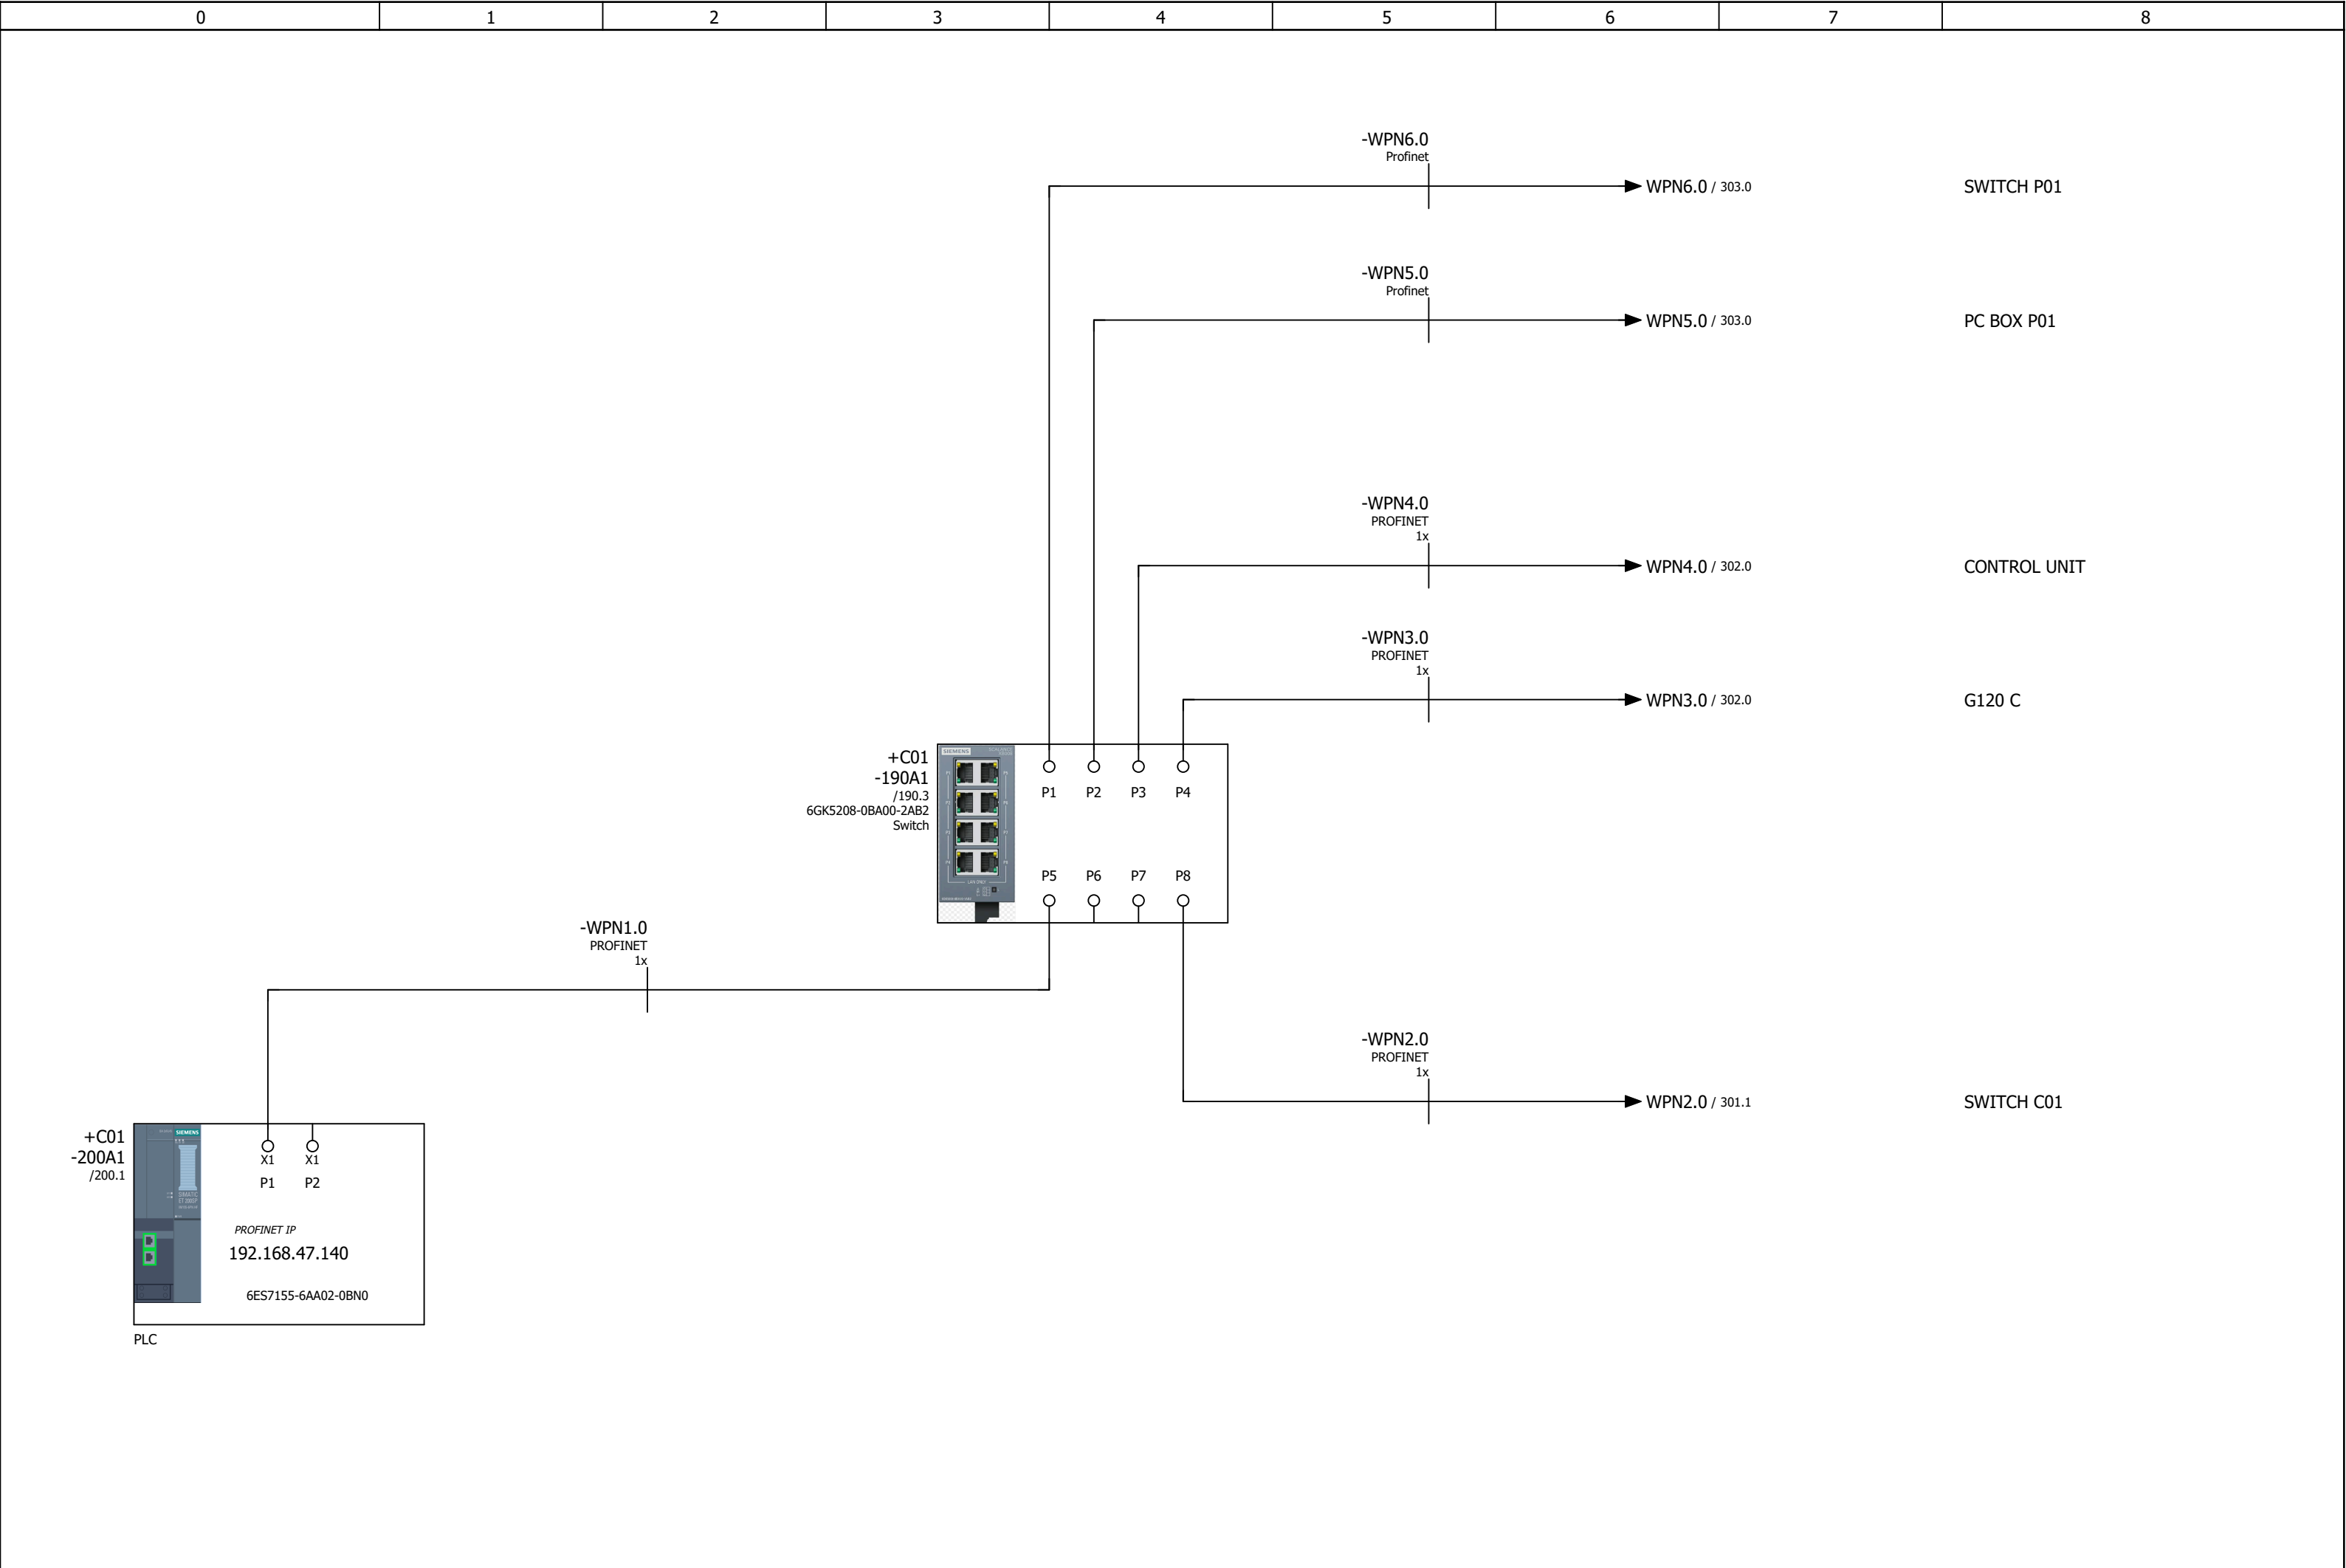 0 1 2 3 4 5 6 7 8
-WPN6.0
Profinet
WPN6.0 / 303.0 SWITCH P01
-WPN5.0
Profinet
WPN5.0 / 303.0 PC BOX P01
-WPN4.0
PROFINET
1x
WPN4.0 / 302.0 CONTROL UNIT
-WPN3.0
PROFINET
1x
WPN3.0 / 302.0 G120 C
+C01
-190A1
/190.3
6GK5208-0BA00-2AB2
Switch
SIEMENS
P1 P2 P3 P4
P5 P6 P7 P8
-WPN1.0
PROFINET
1x
-WPN2.0
PROFINET
1x
WPN2.0 / 301.1 SWITCH C01
+C01
-200A1
/200.1
SIEMENS
SIMATIC
ET 200SP
X1 X1
P1 P2
PROFINET IP
192.168.47.140
6ES7155-6AA02-0BN0
PLC